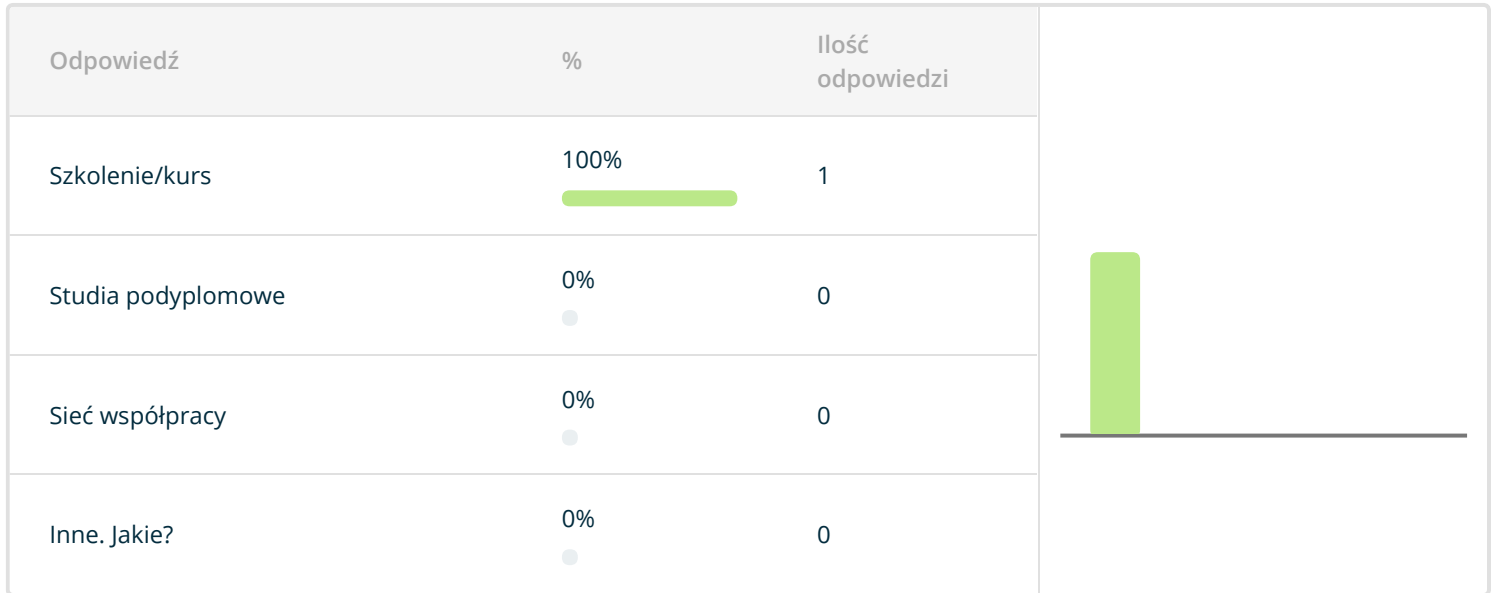 Odpowiedź % Ilość
odpowiedzi
Szkolenie/kurs 100% 1
Studia podyplomowe 0% 0
Sieć współpracy 0% 0
Inne. Jakie? 0% 0